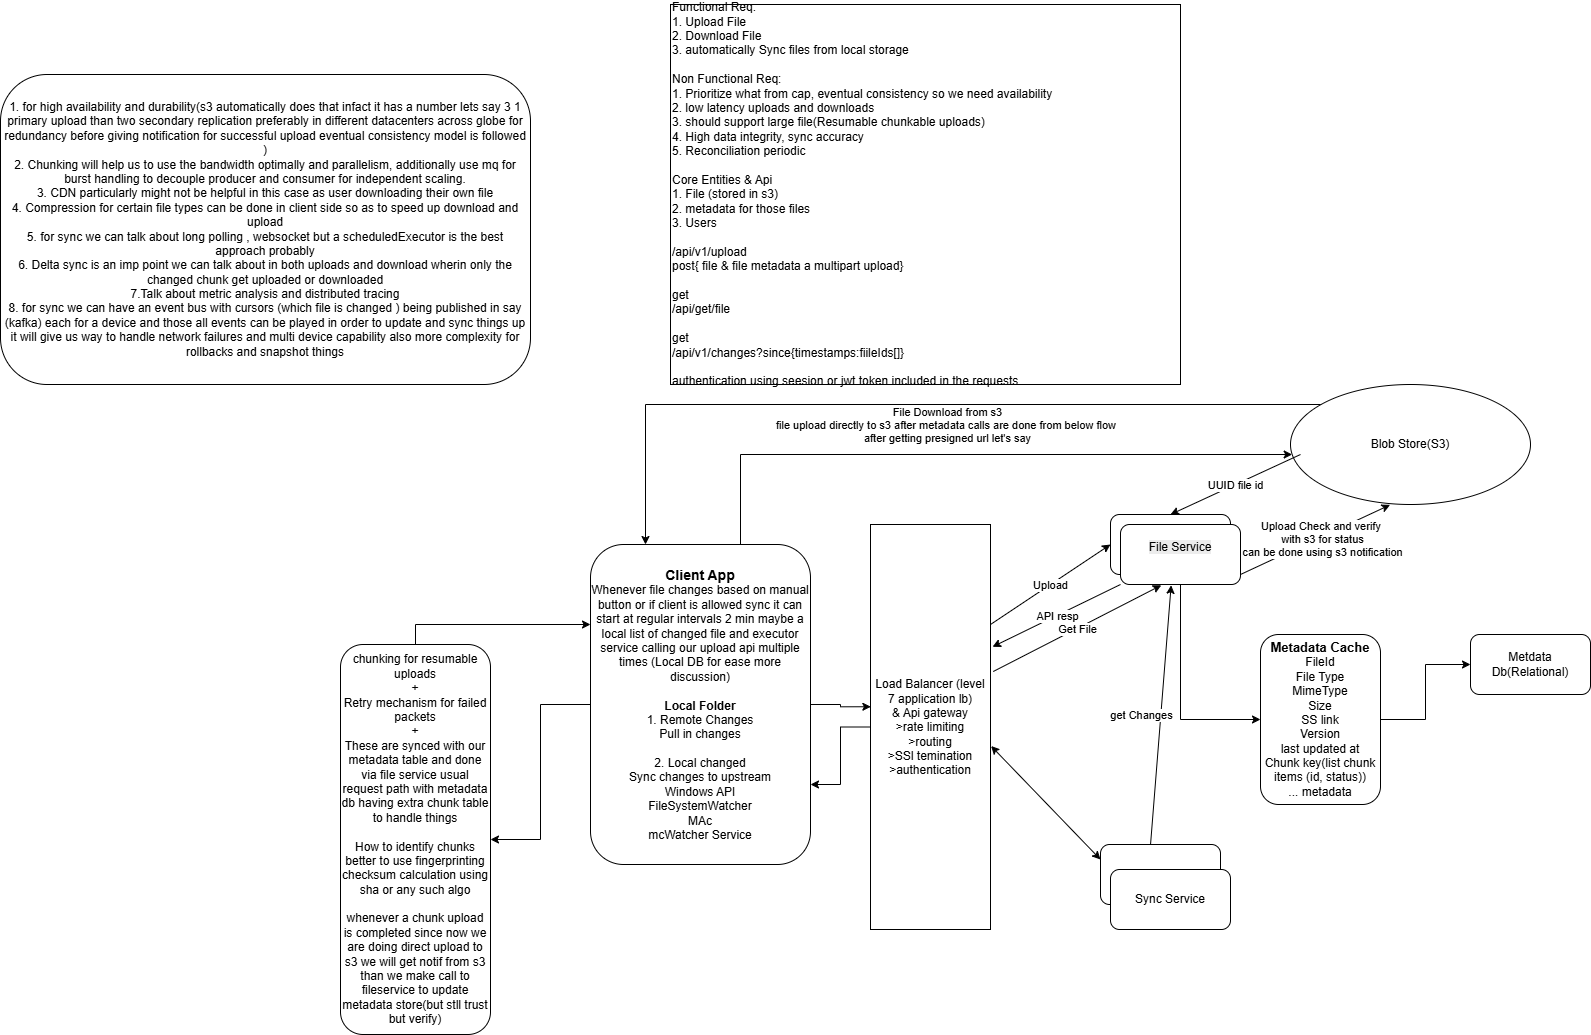 Functional Req:
1. Upload File
2. Download File
3. automatically Sync files from local storage
Non Functional Req:
1. Prioritize what from cap, eventual consistency so we need availability
2. low latency uploads and downloads
3. should support large file(Resumable chunkable uploads)
4. High data integrity, sync accuracy
5. Reconciliation periodic
Core Entities & Api
1. File (stored in s3)
2. metadata for those files
3. Users
/api/v1/upload
post{ file & file metadata a multipart upload}
get
/api/get/file
get
/api/v1/changes?since{timestamps:fiileIds[]}
authentication using seesion or jwt token included in the requests
1. for high availability and durability(s3 automatically does that infact it has a number lets say 3 1
primary upload than two secondary replication preferably in different datacenters across globe for
redundancy before giving notification for successful upload eventual consistency model is followed
)
2. Chunking will help us to use the bandwidth optimally and parallelism, additionally use mq for
burst handling to decouple producer and consumer for independent scaling.
3. CDN particularly might not be helpful in this case as user downloading their own file
4. Compression for certain file types can be done in client side so as to speed up download and
upload
5. for sync we can talk about long polling , websocket but a scheduledExecutor is the best
approach probably
6. Delta sync is an imp point we can talk about in both uploads and download wherin only the
changed chunk get uploaded or downloaded
7.Talk about metric analysis and distributed tracing
8. for sync we can have an event bus with cursors (which file is changed ) being published in say
(kafka) each for a device and those all events can be played in order to update and sync things up
it will give us way to handle network failures and multi device capability also more complexity for
rollbacks and snapshot things
File Download from s3
file upload directly to s3 after metadata calls are done from below flow
after getting presigned url let's say
Blob Store(S3)
UUID file id
File Service
Upload Check and verify
with s3 for status
can be done using s3 notification
Upload
API resp
Get File
get Changes
Client App
Whenever file changes based on manual
button or if client is allowed sync it can
start at regular intervals 2 min maybe a
local list of changed file and executor
service calling our upload api multiple
times (Local DB for ease more
discussion)
Local Folder
1. Remote Changes
Pull in changes
2. Local changed
Sync changes to upstream
Windows API
FileSystemWatcher
MAc
mcWatcher Service
Load Balancer (level
7 application lb)
& Api gateway
>rate limiting
>routing
>SSl temination
>authentication
Metadata Cache
FileId
File Type
MimeType
Size
SS link
Version
last updated at
Chunk key(list chunk
items (id, status))
... metadata
Metdata
Db(Relational)
Sync Service
chunking for resumable
uploads
+
Retry mechanism for failed
packets
+
These are synced with our
metadata table and done
via file service usual
request path with metadata
db having extra chunk table
to handle things
How to identify chunks
better to use fingerprinting
checksum calculation using
sha or any such algo
whenever a chunk upload
is completed since now we
are doing direct upload to
s3 we will get notif from s3
than we make call to
fileservice to update
metadata store(but stll trust
but verify)